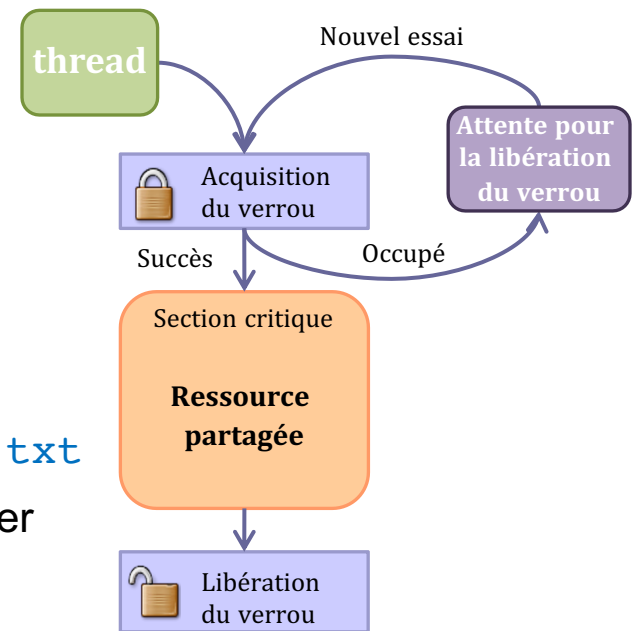 thread
Nouvel essai
Attente pour
la libération
du verrou
Acquisition
du verrou
Succès
Occupé
Section critique
Ressource
partagée
txt
er
Libération
du verrou